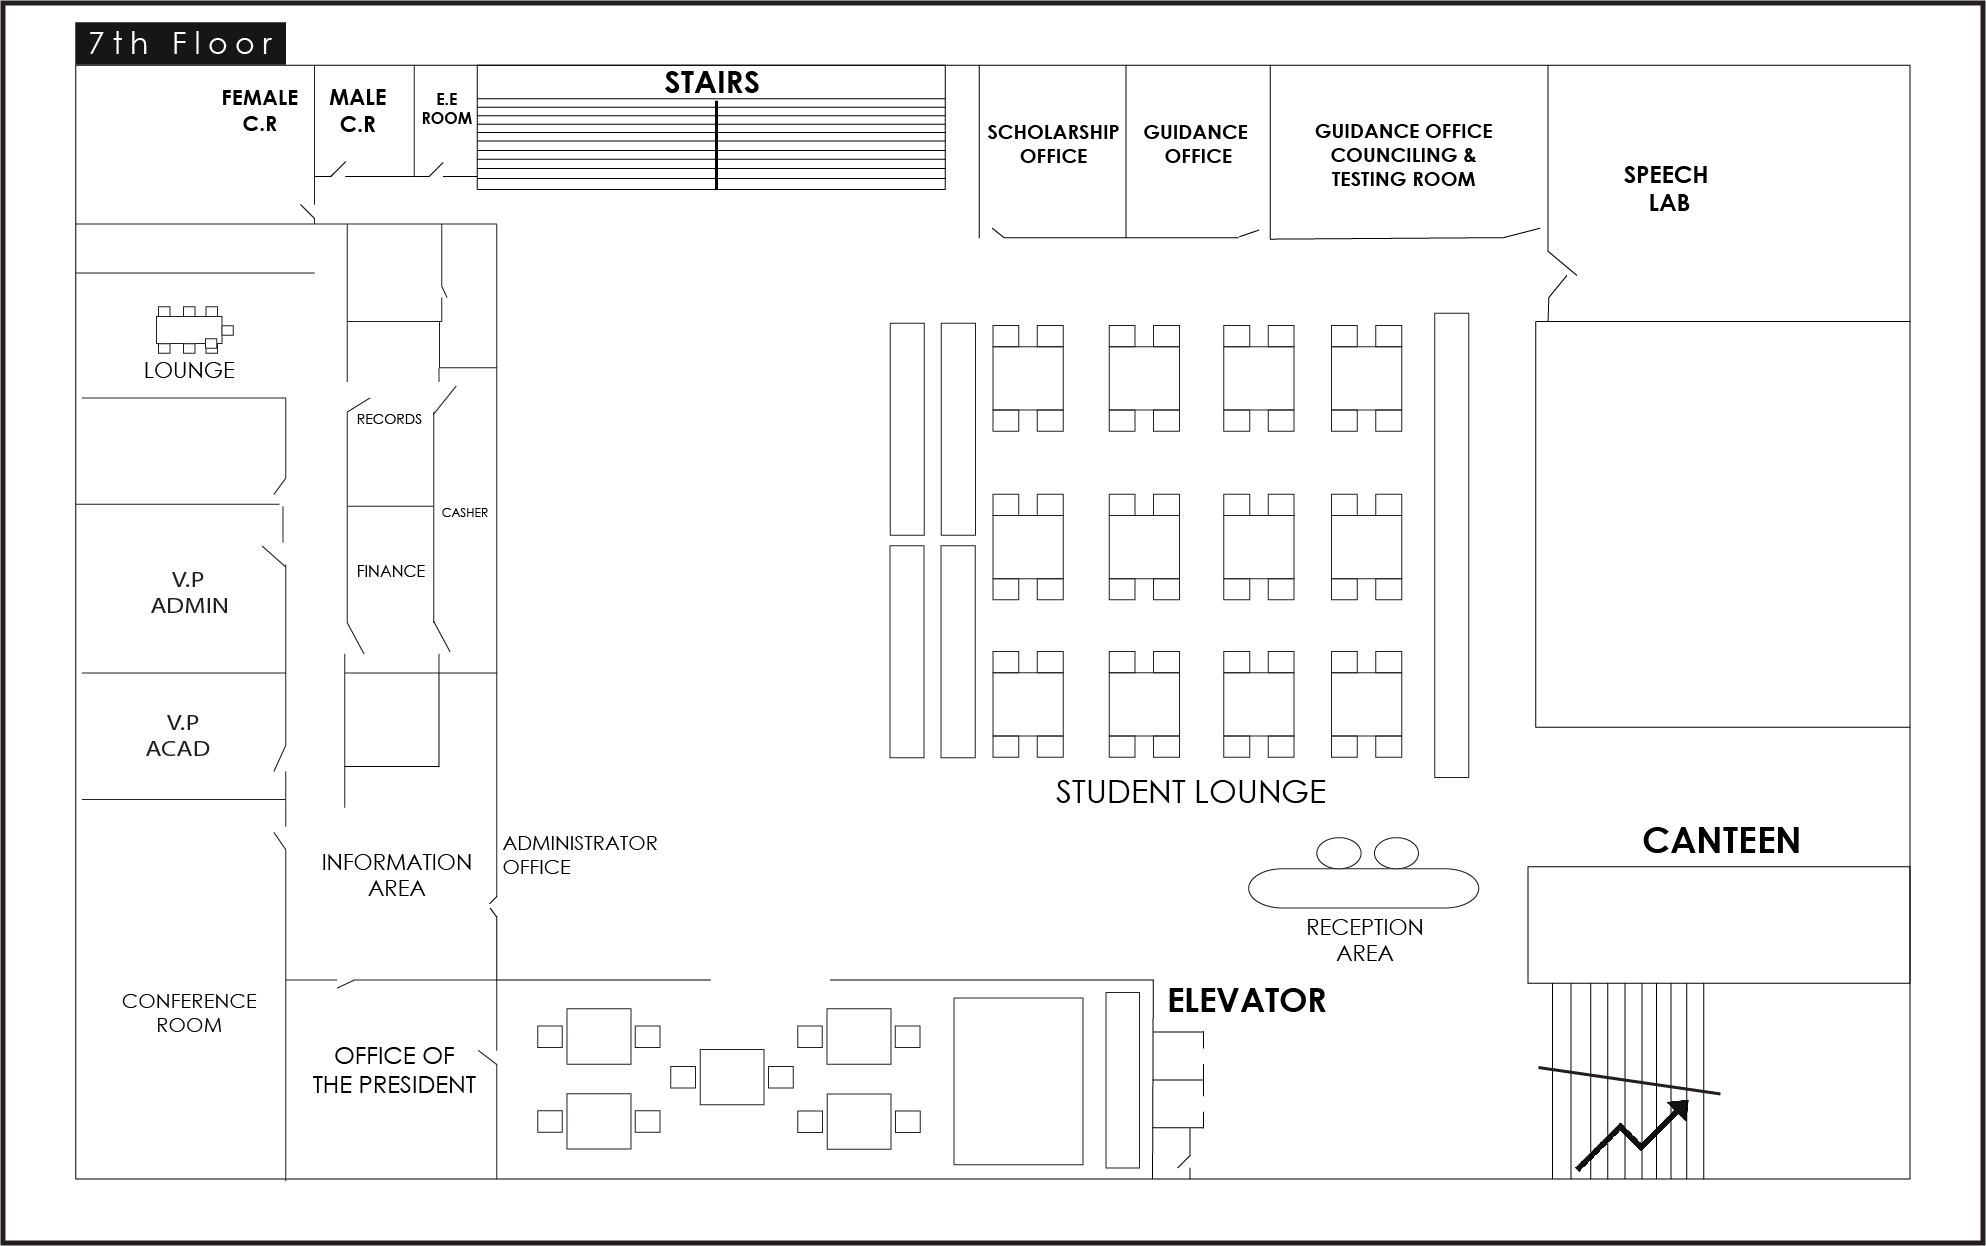 7th Floor
STAIRS
FEMALE
C.R
MALE
C.R
E.E
ROOM
SCHOLARSHIP
OFFICE
GUIDANCE
OFFICE
GUIDANCE OFFICE
COUNCILING &
TESTING ROOM
SPEECH
LAB
LOUNGE
RECORDS
CASHER
FINANCE
V.P
ADMIN
V.P
ACAD
STUDENT LOUNGE
CANTEEN
ADMINISTRATOR
OFFICE
INFORMATION
AREA
RECEPTION
AREA
CONFERENCE
ROOM
ELEVATOR
OFFICE OF
THE PRESIDENT